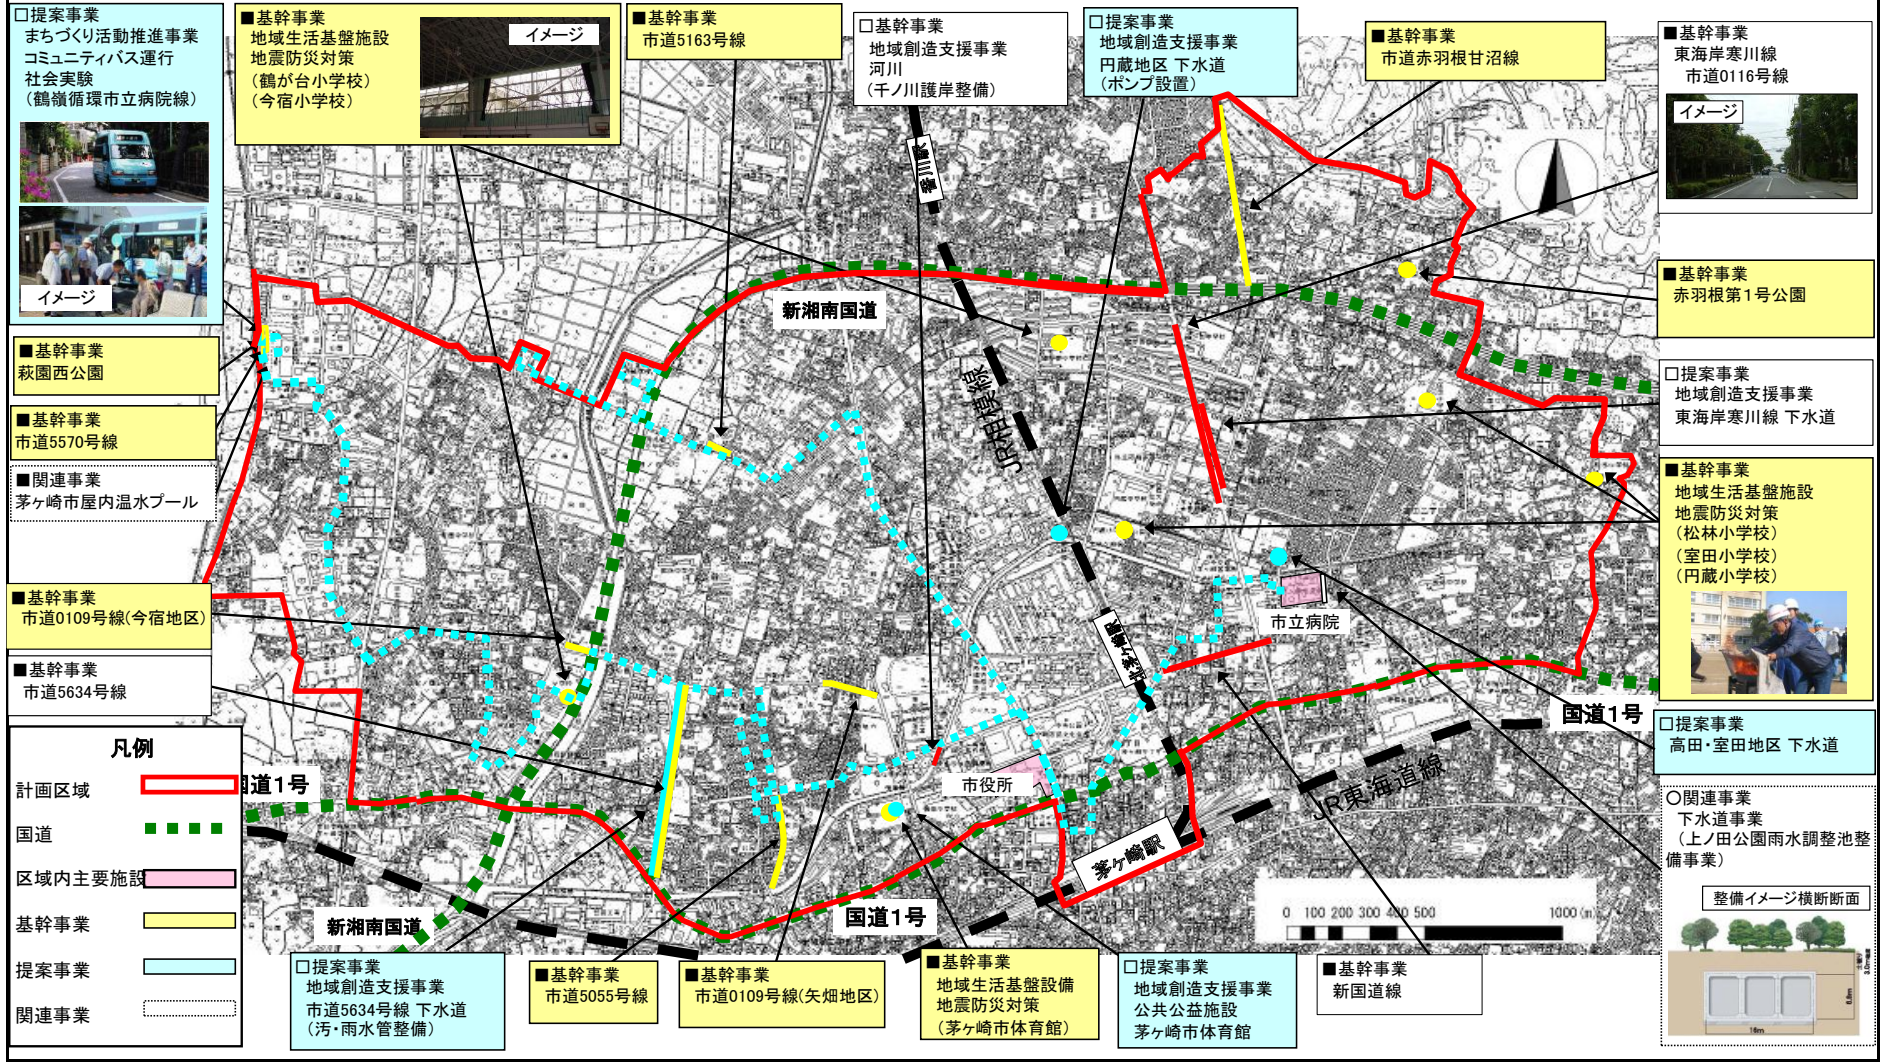 □提案事業
まちづくり活動推進事業
コミュニティバス運行
社会実験
（鶴嶺循環市立病院線）
イメージ
■基幹事業
地域生活基盤施設
地震防災対策
（鶴が台小学校）
（今宿小学校）
イメージ
■基幹事業
市道5163号線
□基幹事業
地域創造支援事業
河川
（千ノ川護岸整備）
□提案事業
地域創造支援事業
円蔵地区 下水道
（ポンプ設置）
■基幹事業
市道赤羽根甘沼線
■基幹事業
東海岸寒川線
市道0116号線
イメージ
■基幹事業
赤羽根第1号公園
□提案事業
地域創造支援事業
東海岸寒川線 下水道
■基幹事業
地域生活基盤施設
地震防災対策
（松林小学校）
（室田小学校）
（円蔵小学校）
□提案事業
高田・室田地区 下水道
○関連事業
下水道事業
（上ノ田公園雨水調整池整
備事業）
整備イメージ横断断面
16m
■基幹事業
萩園西公園
■基幹事業
市道5570号線
■関連事業
茅ヶ崎市屋内温水プール
■基幹事業
市道0109号線(今宿地区)
■基幹事業
市道5634号線
凡例
計画区域
国道
区域内主要施設
基幹事業
提案事業
関連事業
香川駅
新湘南国道
JR相模線
北茅ヶ崎駅
市立病院
市役所
国道1号
国道1号
国道1号
JR東海道線
茅ヶ崎駅
新湘南国道
0 100 200 300 400 500 1000 (m)
□提案事業
地域創造支援事業
市道5634号線 下水道
（汚・雨水管整備）
■基幹事業
市道5055号線
■基幹事業
市道0109号線(矢畑地区)
■基幹事業
地域生活基盤設備
地震防災対策
（茅ヶ崎市体育館）
□提案事業
地域創造支援事業
公共公益施設
茅ヶ崎市体育館
■基幹事業
新国道線